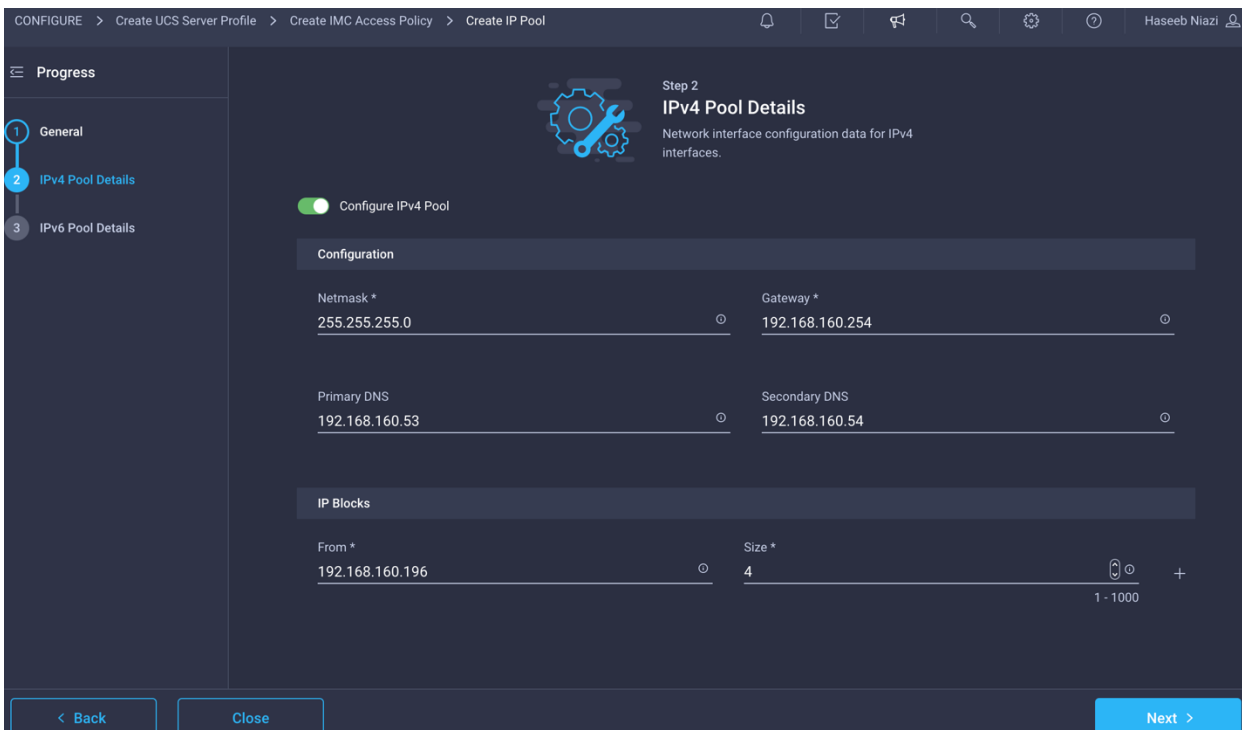 CONFIGURE > Create UCS Server Profile > Create IMC Access Policy > Create IP Pool
Haseeb Niazi
Progress
1 General
2 IPv4 Pool Details
3 IPv6 Pool Details
Step 2
IPv4 Pool Details
Network interface configuration data for IPv4
interfaces.
Configure IPv4 Pool
Configuration
Netmask *
255.255.255.0
Gateway *
192.168.160.254
Primary DNS
192.168.160.53
Secondary DNS
192.168.160.54
IP Blocks
From *
192.168.160.196
Size *
4
+
1 - 1000
< Back
Close
Next >